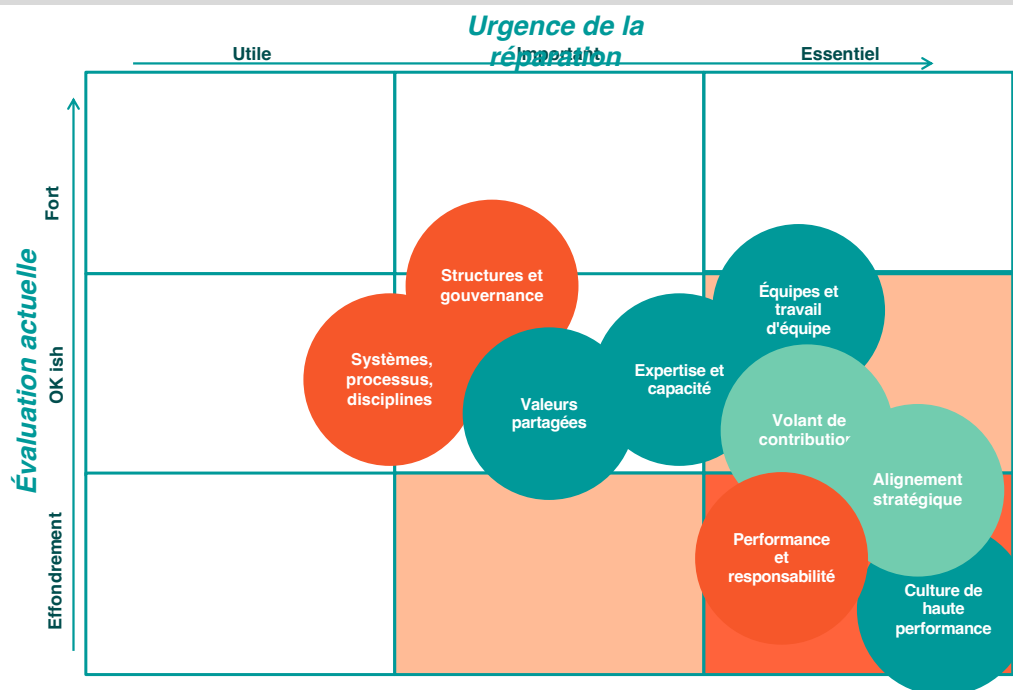 Urgence de la
réparation
Utile
Important
Essentiel
Évaluation actuelle
Fort
OK ish
Effondrement
Structures et
gouvernance
Équipes et
travail
d'équipe
Systèmes,
processus,
disciplines
Expertise et
capacité
Valeurs
partagées
Volant de
contribution
Alignement
stratégique
Performance
et
responsabilité
Culture de
haute
performance